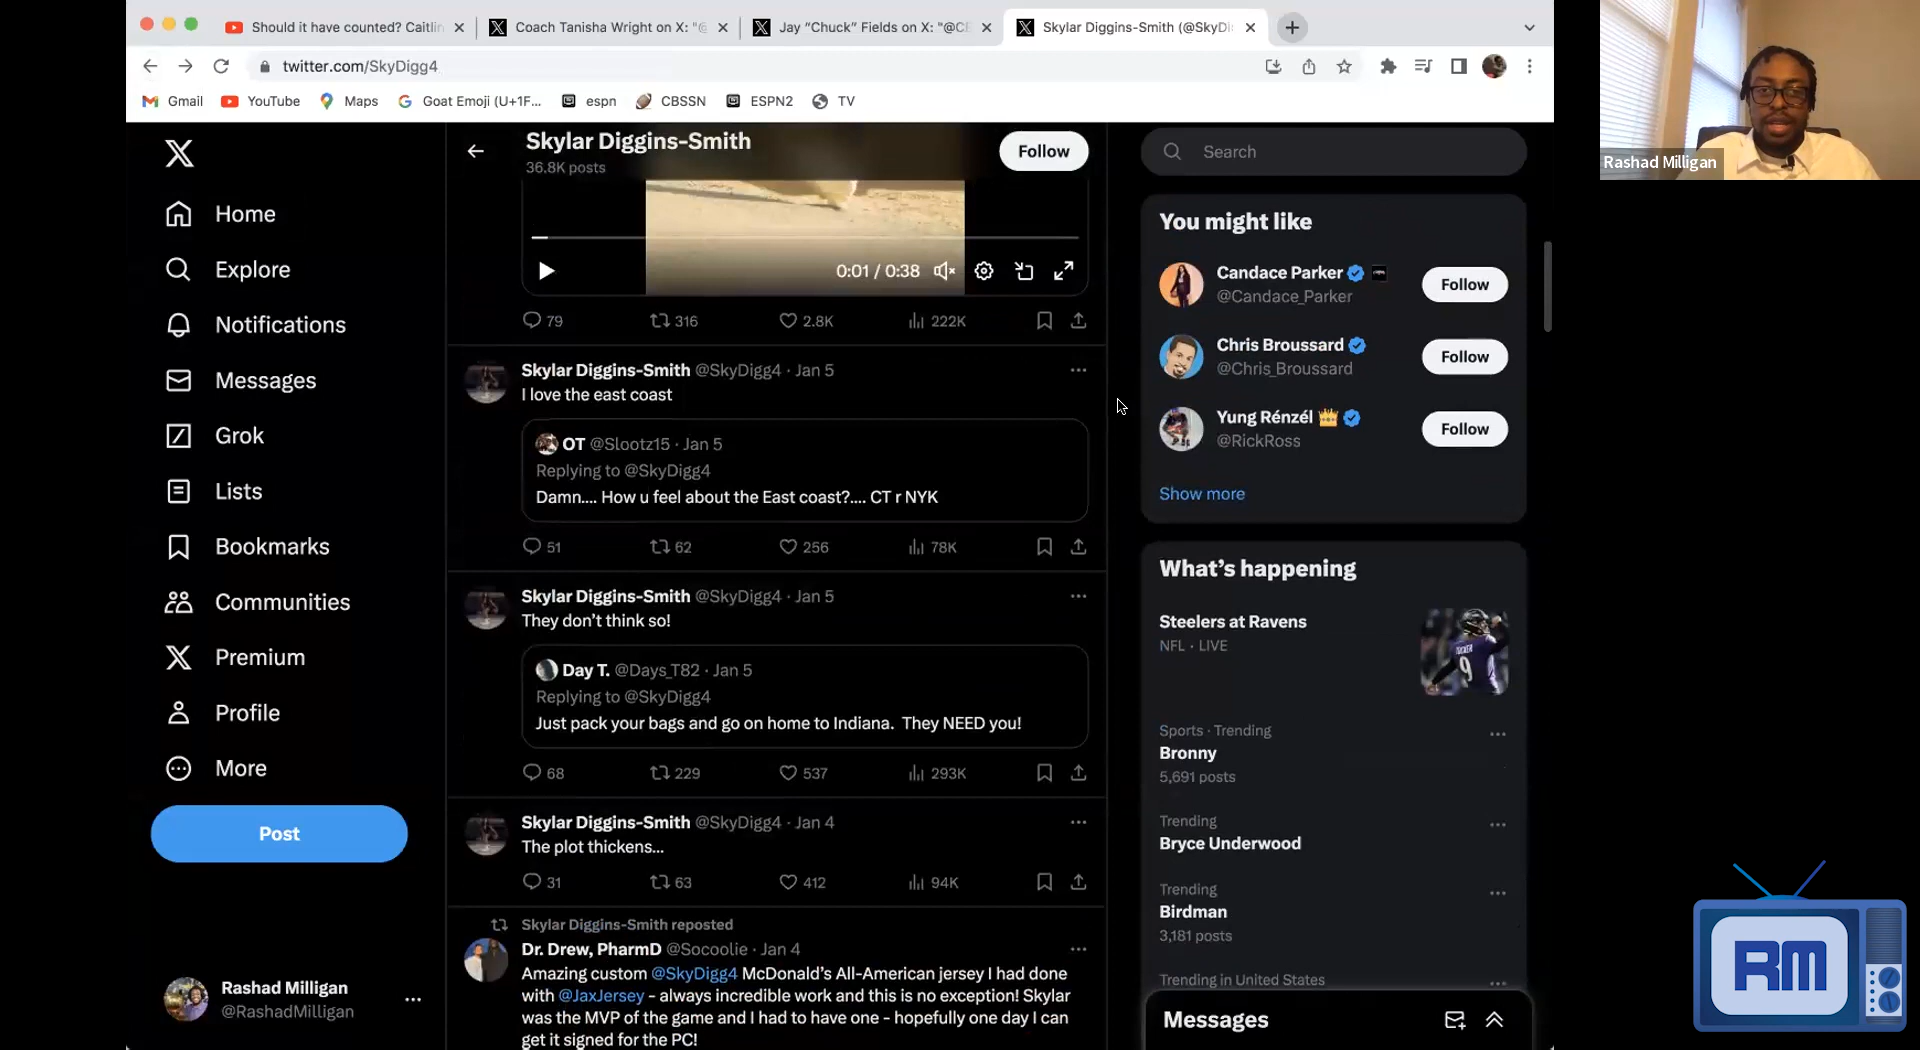 Should it have counted? Caitlin
Coach Tanisha Wright on X: "@
Jay “Chuck” Fields on X: "@CB
Skylar Diggins-Smith (@SkyDi
twitter.com/SkyDigg4
Gmail
YouTube
Maps
Goat Emoji (U+1F...
espn
CBSSN
ESPN2
TV
Rashad Milligan
Home
Explore
Notifications
Messages
Grok
Lists
Bookmarks
Communities
Premium
Profile
More
Post
Rashad Milligan
@RashadMilligan
Skylar Diggins-Smith
36.8K posts
Follow
0:01 / 0:38
79 316 2.8K 222K
Skylar Diggins-Smith @SkyDigg4 · Jan 5
I love the east coast
OT @Slootz15 · Jan 5
Replying to @SkyDigg4
Damn.... How u feel about the East coast?.... CT r NYK
51 62 256 78K
Skylar Diggins-Smith @SkyDigg4 · Jan 5
They don’t think so!
Day T. @Days_T82 · Jan 5
Replying to @SkyDigg4
Just pack your bags and go on home to Indiana. They NEED you!
68 229 537 293K
Skylar Diggins-Smith @SkyDigg4 · Jan 4
The plot thickens...
31 63 412 94K
Skylar Diggins-Smith reposted
Dr. Drew, PharmD @Socoolie · Jan 4
Amazing custom @SkyDigg4 McDonald’s All-American jersey I had done
with @JaxJersey - always incredible work and this is no exception! Skylar
was the MVP of the game and I had to have one - hopefully one day I can
get it signed for the PC!
Search
You might like
Candace Parker
@Candace_Parker
Follow
Chris Broussard
@Chris_Broussard
Follow
Yung Rénzél
@RickRoss
Follow
Show more
What’s happening
Steelers at Ravens
NFL · LIVE
TUCKER
9
Sports · Trending
Bronny
5,691 posts
Trending
Bryce Underwood
Trending
Birdman
3,181 posts
Trending in United States
Messages
RM